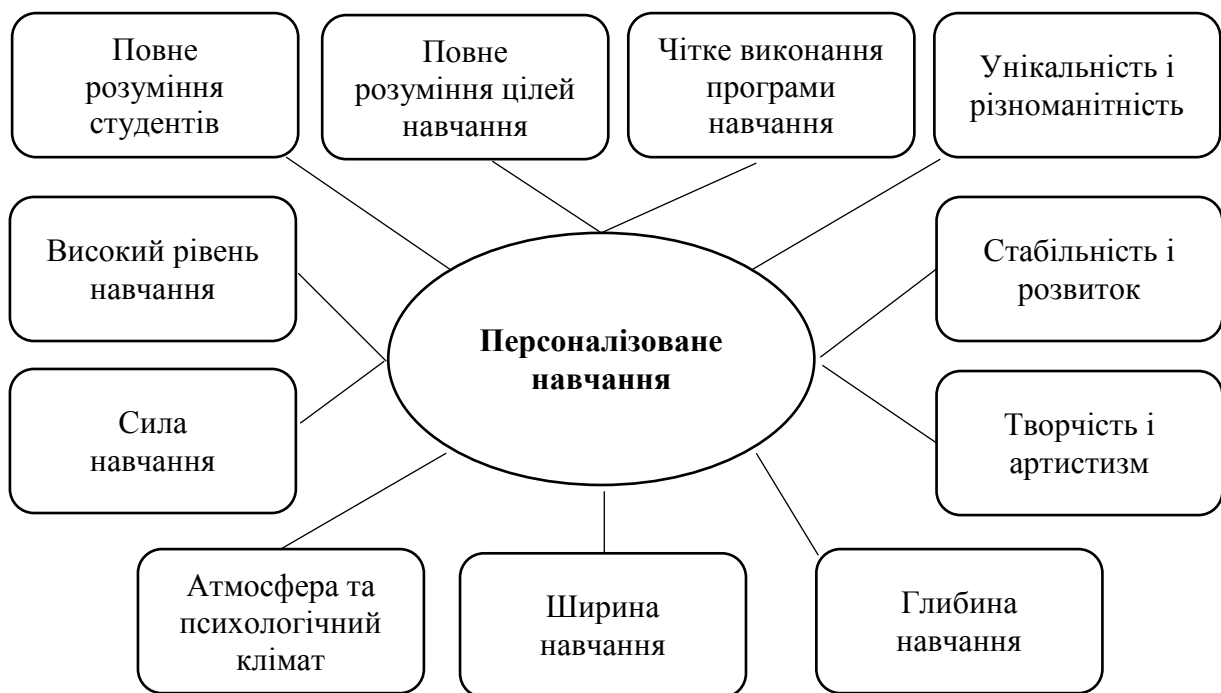 Повне
розуміння
студентів
Повне
розуміння цілей
навчання
Чітке виконання
програми
навчання
Унікальність і
різноманітність
Високий рівень
навчання
Стабільність і
розвиток
Персоналізоване
навчання
Сила
навчання
Творчість і
артистизм
Атмосфера та
психологічний
клімат
Ширина
навчання
Глибина
навчання